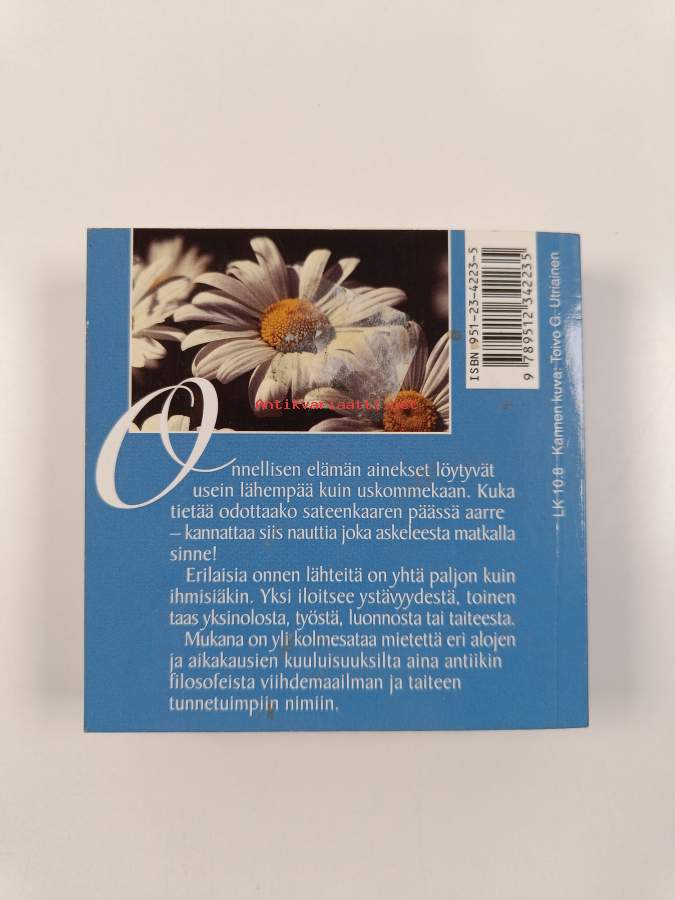 ISBN 951-23-4223-5
9 789512 342235
LK 10.8 Kannen kuva: Toivo G. Utriainen
Antikvariaatti.net
Onnellisen elämän ainekset löytyvät
usein lähempää kuin uskommekaan. Kuka
tietää odottaako sateenkaaren päässä aarre
– kannattaa siis nauttia joka askeleesta matkalla
sinne!
Erilaisia onnen lähteitä on yhtä paljon kuin
ihmisiäkin. Yksi iloitsee ystävyydestä, toinen
taas yksinolosta, työstä, luonnosta tai taiteesta.
Mukana on yli kolmesataa mietettä eri alojen
ja aikakausien kuuluisuuksilta aina antiikin
filosofeista viihdemaailman ja taiteen
tunnetuimpiin nimiin.